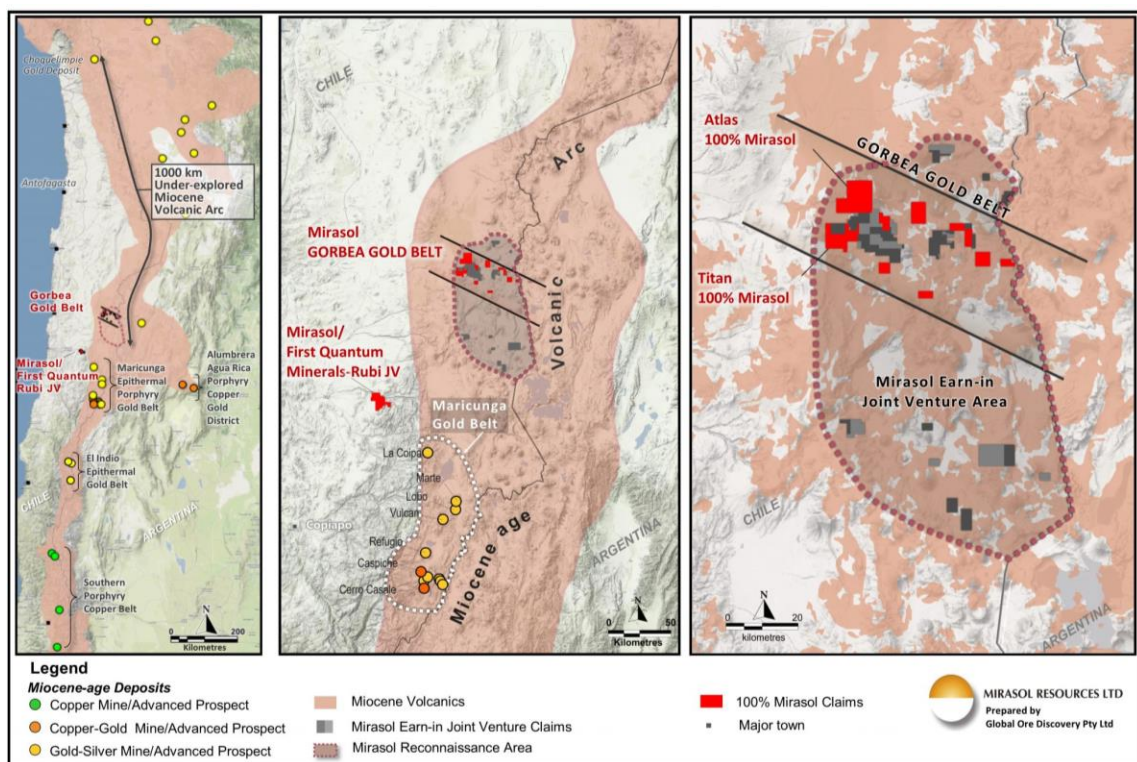 Choquelimpie
Gold Deposit
1000 km
Under-explored
Miocene
Volcanic Arc
Antofagasta
Gorbea
Gold Belt
Mirasol/
First Quantum
Rubi JV
Maricunga
Epithermal
Porphyry
Gold Belt
Alumbrera
Agua Rica
Porphyry
Copper
Gold
District
El Indio
Epithermal
Gold Belt
CHILE
ARGENTINA
Southern
Porphyry
Copper Belt
N
0 200
Kilometres
CHILE
Arc
Mirasol
GORBEA GOLD BELT
Volcanic
Mirasol/
First Quantum
Minerals-Rubi JV
Maricunga
Gold Belt
La Coipa
Marte
Lobo
Vulcan
Copiapo
Refugio
Caspiche
Cerro Casale
Miocene age
ARGENTINA
N
0 50
Kilometres
Atlas
100% Mirasol
GORBEA GOLD BELT
Titan
100% Mirasol
Mirasol Earn-in
Joint Venture Area
CHILE
ARGENTINA
N
0 20
kilometres
Legend
Miocene-age Deposits
Copper Mine/Advanced Prospect
Copper-Gold Mine/Advanced Prospect
Gold-Silver Mine/Advanced Prospect
Miocene Volcanics
Mirasol Earn-in Joint Venture Claims
Mirasol Reconnaissance Area
100% Mirasol Claims
Major town
MIRASOL RESOURCES LTD
Prepared by
Global Ore Discovery Pty Ltd